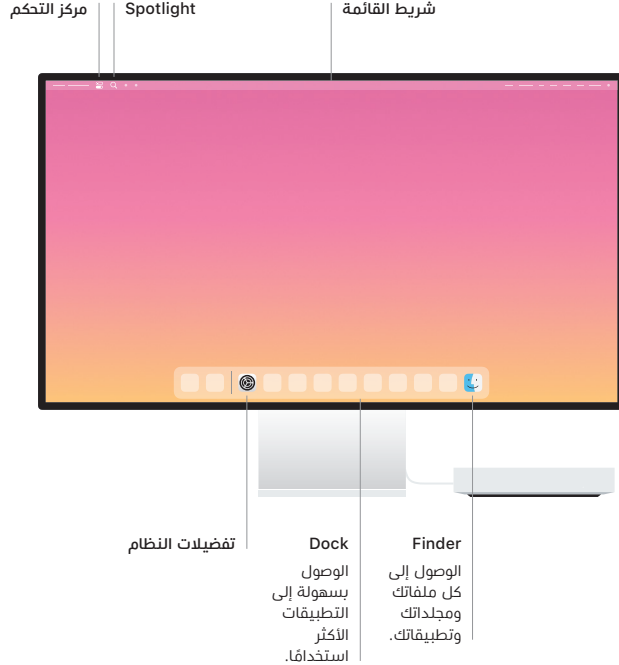 شريط القائمة
Spotlight
مركز التحكم
Finder
الوصول إلى
كل ملفاتك
ومجلداتك
وتطبيقاتك.
Dock
الوصول
بسهولة إلى
التطبيقات
الأكثر
استخدامًا.
تفضيلات النظام